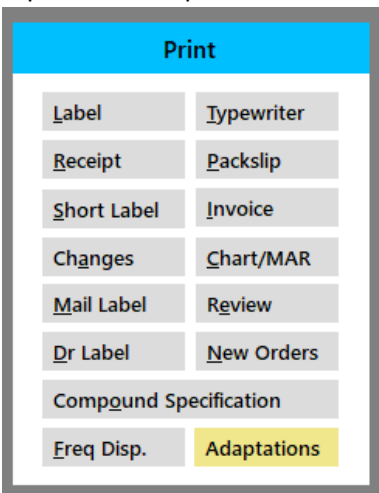 Print
Label Typewriter
Receipt Packslip
Short Label Invoice
Changes Chart/MAR
Mail Label Review
Dr Label New Orders
Compound Specification
Freq Disp. Adaptations